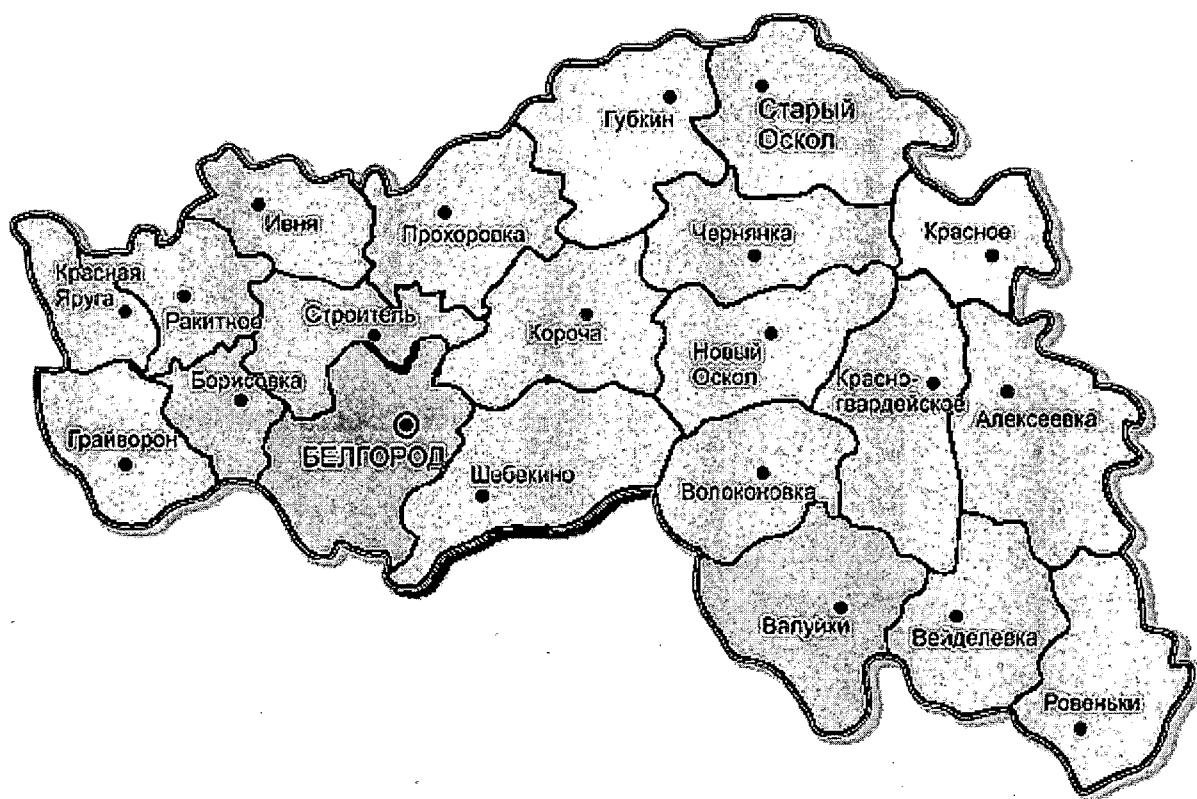 Губкин
Старый
Оскол
Ивня
Прохоровка
Чернянка
Красное
Красная
Яруга
Ракитное
Строитель
Короча
Новый
Оскол
Борисовка
Красно-
гвардейское
Алексеевка
Грайворон
БЕЛГОРОД
Шебекино
Волоконовка
Валуйки
Вейделевка
Ровеньки